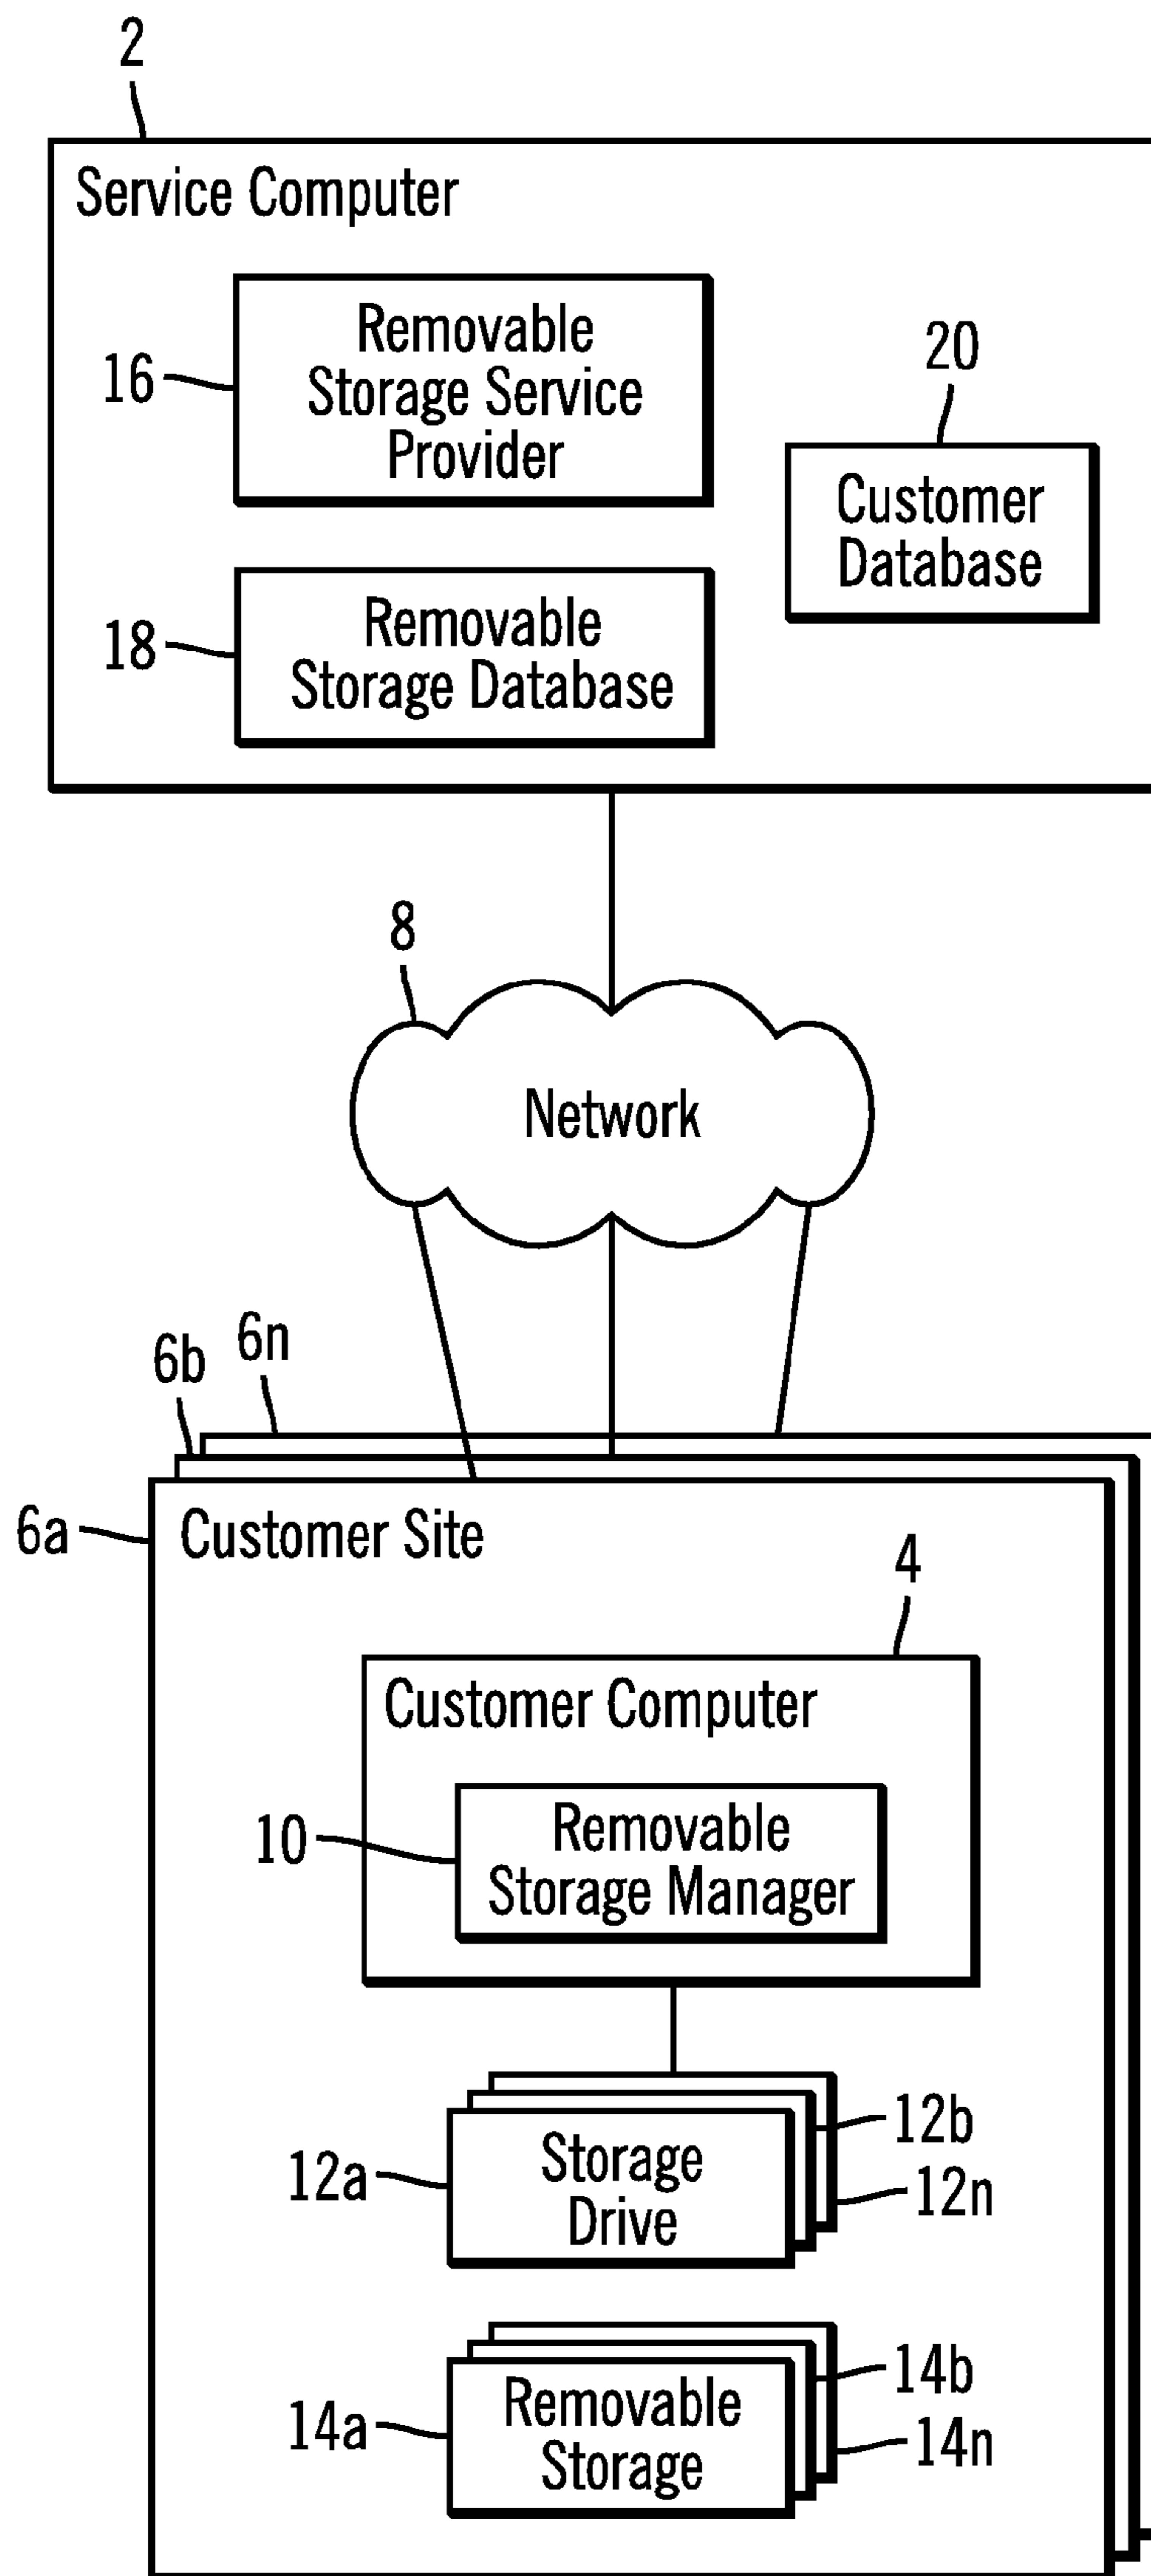 2
Service Computer
16
Removable
Storage Service
Provider
20
Customer
Database
18
Removable
Storage Database
8
Network
6n
6b
6a
Customer Site
4
Customer Computer
10
Removable
Storage Manager
12a
Storage
Drive
12b
12n
14a
Removable
Storage
14b
14n